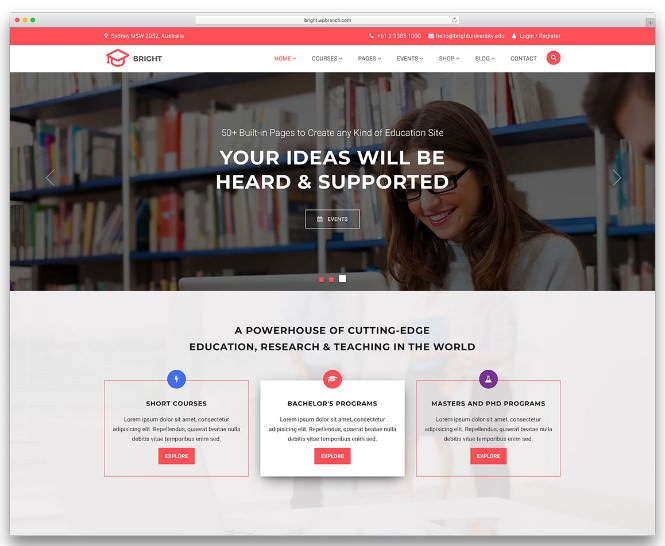 bright.wpbranch.com
Sydney NSW 2052, Australia
+61 2 9385 1000
hello@brightuniversity.edu
Login / Register
BRIGHT
HOME
COURSES
PAGES
EVENTS
SHOP
BLOG
CONTACT
50+ Built-in Pages to Create any Kind of Education Site
YOUR IDEAS WILL BE
HEARD & SUPPORTED
EVENTS
A POWERHOUSE OF CUTTING-EDGE
EDUCATION, RESEARCH & TEACHING IN THE WORLD
SHORT COURSES
Lorem ipsum dolor sit amet, consectetur
adipisicing elit. Repellendus, quaerat beatae nulla
debitis vitae temporibus enim sed.
EXPLORE
BACHELOR'S PROGRAMS
Lorem ipsum dolor sit amet, consectetur
adipisicing elit. Repellendus, quaerat beatae nulla
debitis vitae temporibus enim sed.
EXPLORE
MASTERS AND PHD PROGRAMS
Lorem ipsum dolor sit amet, consectetur
adipisicing elit. Repellendus, quaerat beatae nulla
debitis vitae temporibus enim sed.
EXPLORE